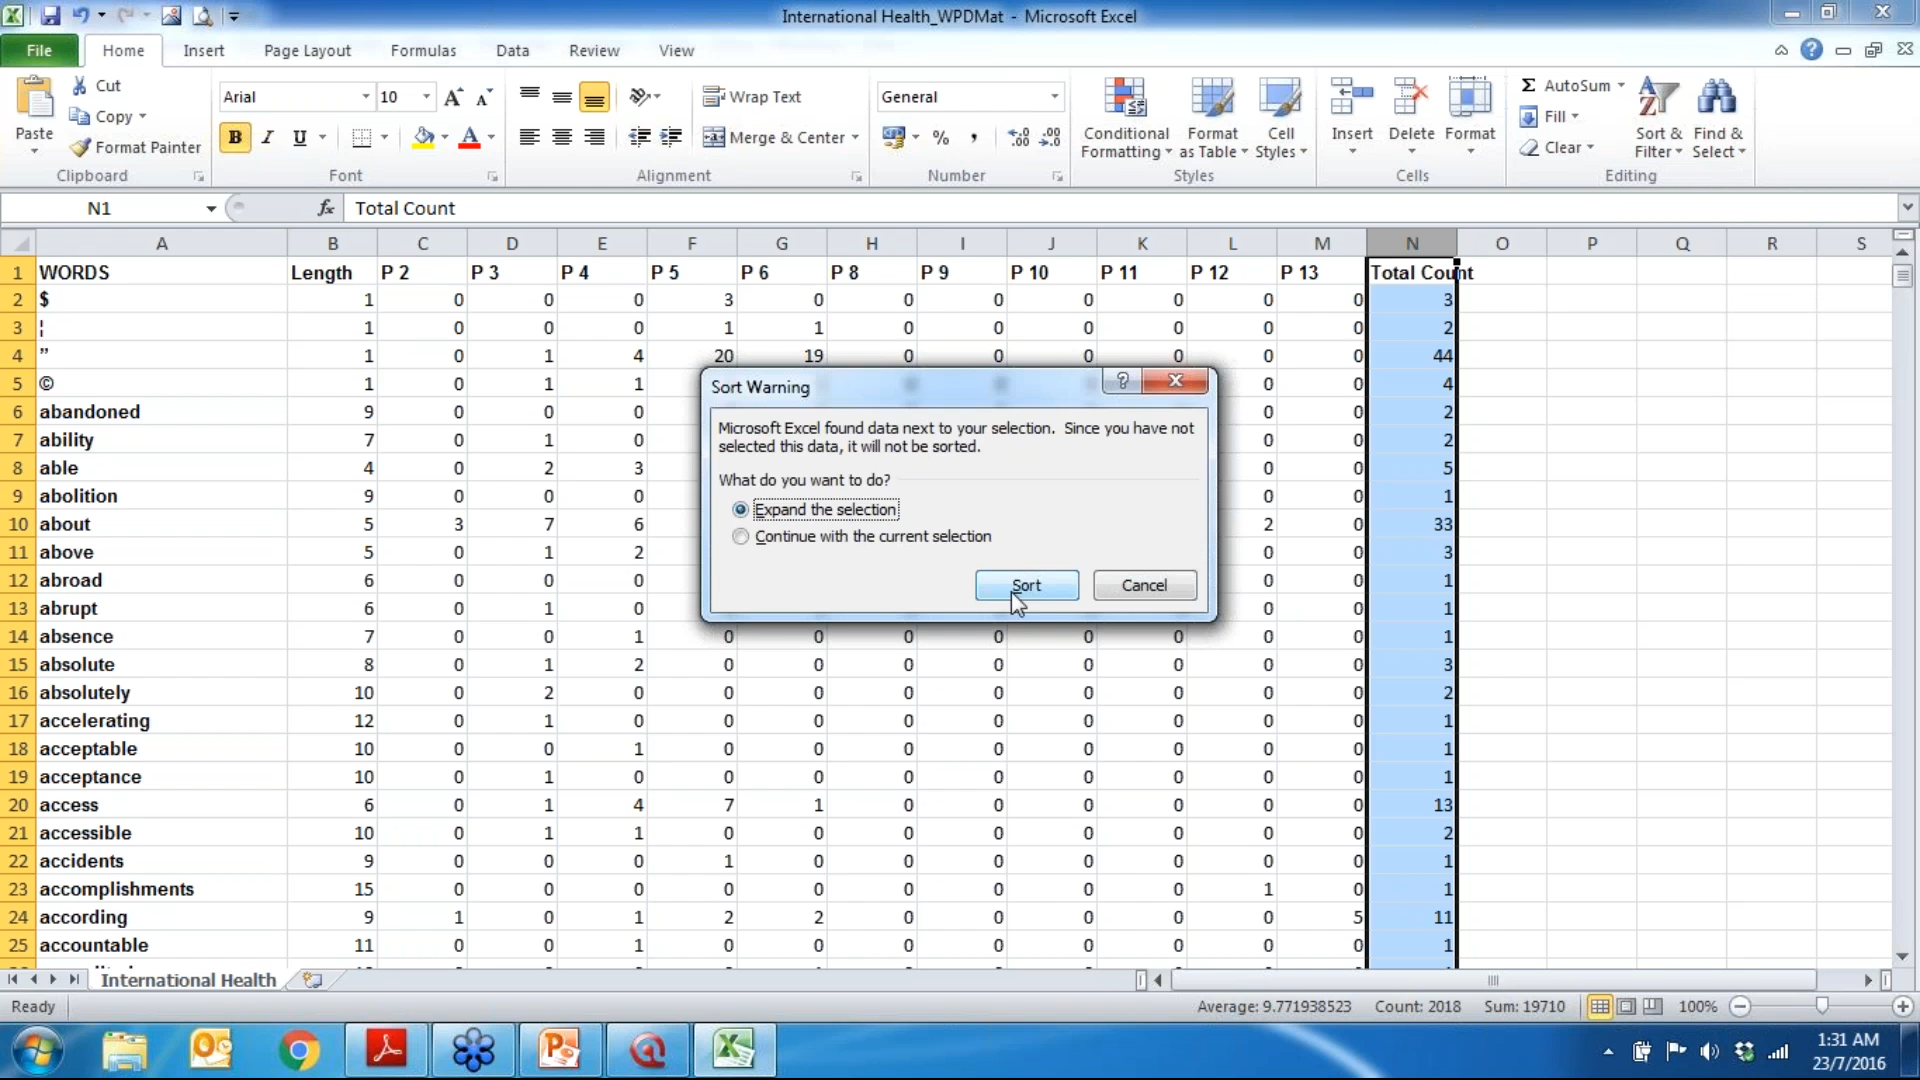 International Health_WPDMat - Microsoft Excel
File Home Insert Page Layout Formulas Data Review View
Paste
Cut
Copy
Format Painter
Clipboard
Arial 10
B I U
Font
Wrap Text
Merge & Center
Alignment
General
% ,
Number
Conditional Formatting
Format as Table
Cell Styles
Styles
Insert Delete Format
Cells
Σ AutoSum
Fill
Clear
Sort & Filter
Find & Select
Editing
N1 fx Total Count
A B C D E F G H I J K L M N O P Q R S
1 WORDS Length P 2 P 3 P 4 P 5 P 6 P 8 P 9 P 10 P 11 P 12 P 13 Total Count
2 $ 1 0 0 0 3 0 0 0 0 0 0 0 3
3 ¦ 1 0 0 0 1 1 0 0 0 0 0 0 2
4 ” 1 0 1 4 20 19 0 0 0 0 0 0 44
5 © 1 0 1 1 0 0 4
6 abandoned 9 0 0 0 0 0 2
7 ability 7 0 1 0 0 0 2
8 able 4 0 2 3 0 0 5
9 abolition 9 0 0 0 0 0 1
10 about 5 3 7 6 2 0 33
11 above 5 0 1 2 0 0 3
12 abroad 6 0 0 0 0 0 1
13 abrupt 6 0 1 0 0 0 1
14 absence 7 0 0 1 0 0 0 0 0 0 0 0 1
15 absolute 8 0 1 2 0 0 0 0 0 0 0 0 3
16 absolutely 10 0 2 0 0 0 0 0 0 0 0 0 2
17 accelerating 12 0 1 0 0 0 0 0 0 0 0 0 1
18 acceptable 10 0 0 1 0 0 0 0 0 0 0 0 1
19 acceptance 10 0 1 0 0 0 0 0 0 0 0 0 1
20 access 6 0 1 4 7 1 0 0 0 0 0 0 13
21 accessible 10 0 1 1 0 0 0 0 0 0 0 0 2
22 accidents 9 0 0 0 1 0 0 0 0 0 0 0 1
23 accomplishments 15 0 0 0 0 0 0 0 0 0 1 0 1
24 according 9 1 0 1 2 2 0 0 0 0 0 5 11
25 accountable 11 0 0 1 0 0 0 0 0 0 0 0 1
Sort Warning
Microsoft Excel found data next to your selection. Since you have not
selected this data, it will not be sorted.
What do you want to do?
Expand the selection
Continue with the current selection
Sort Cancel
International Health
Ready Average: 9.771938523 Count: 2018 Sum: 19710 100%
1:31 AM
23/7/2016